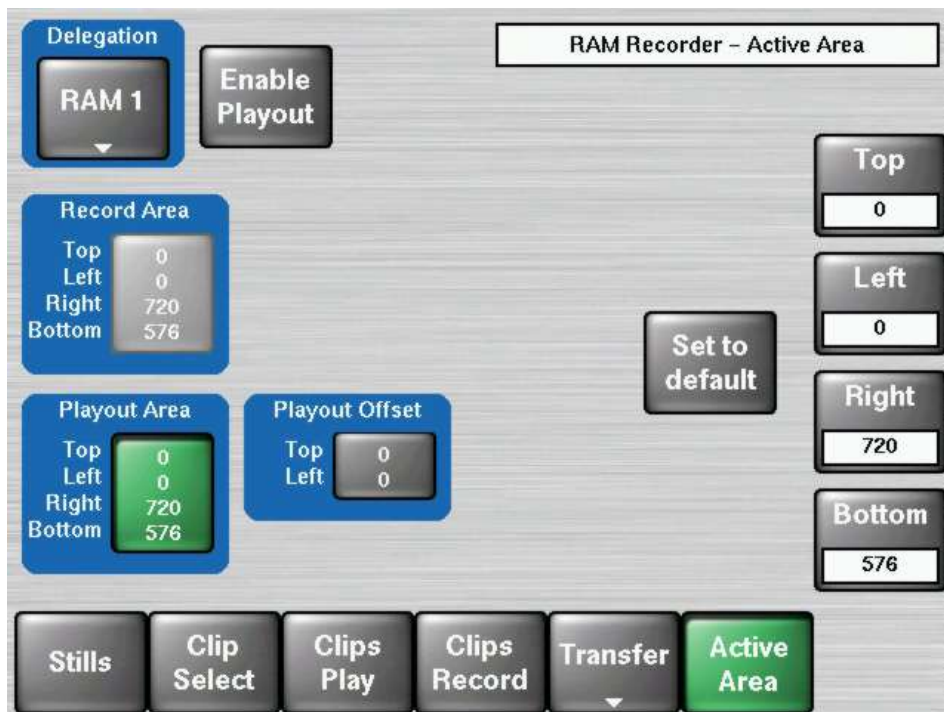 Delegation
RAM 1
Enable
Playout
RAM Recorder – Active Area
Record Area
Top 0
Left 0
Right 720
Bottom 576
Playout Area
Top 0
Left 0
Right 720
Bottom 576
Playout Offset
Top 0
Left 0
Set to
default
Top
0
Left
0
Right
720
Bottom
576
Stills
Clip
Select
Clips
Play
Clips
Record
Transfer
Active
Area